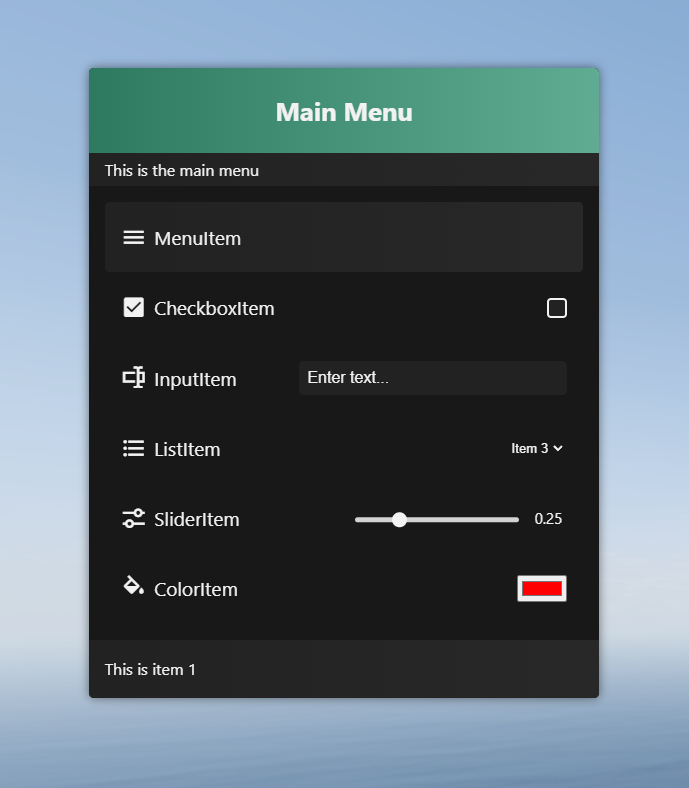 Main Menu
This is the main menu
MenuItem
CheckboxItem
InputItem Enter text...
ListItem Item 3
SliderItem 0.25
ColorItem
This is item 1